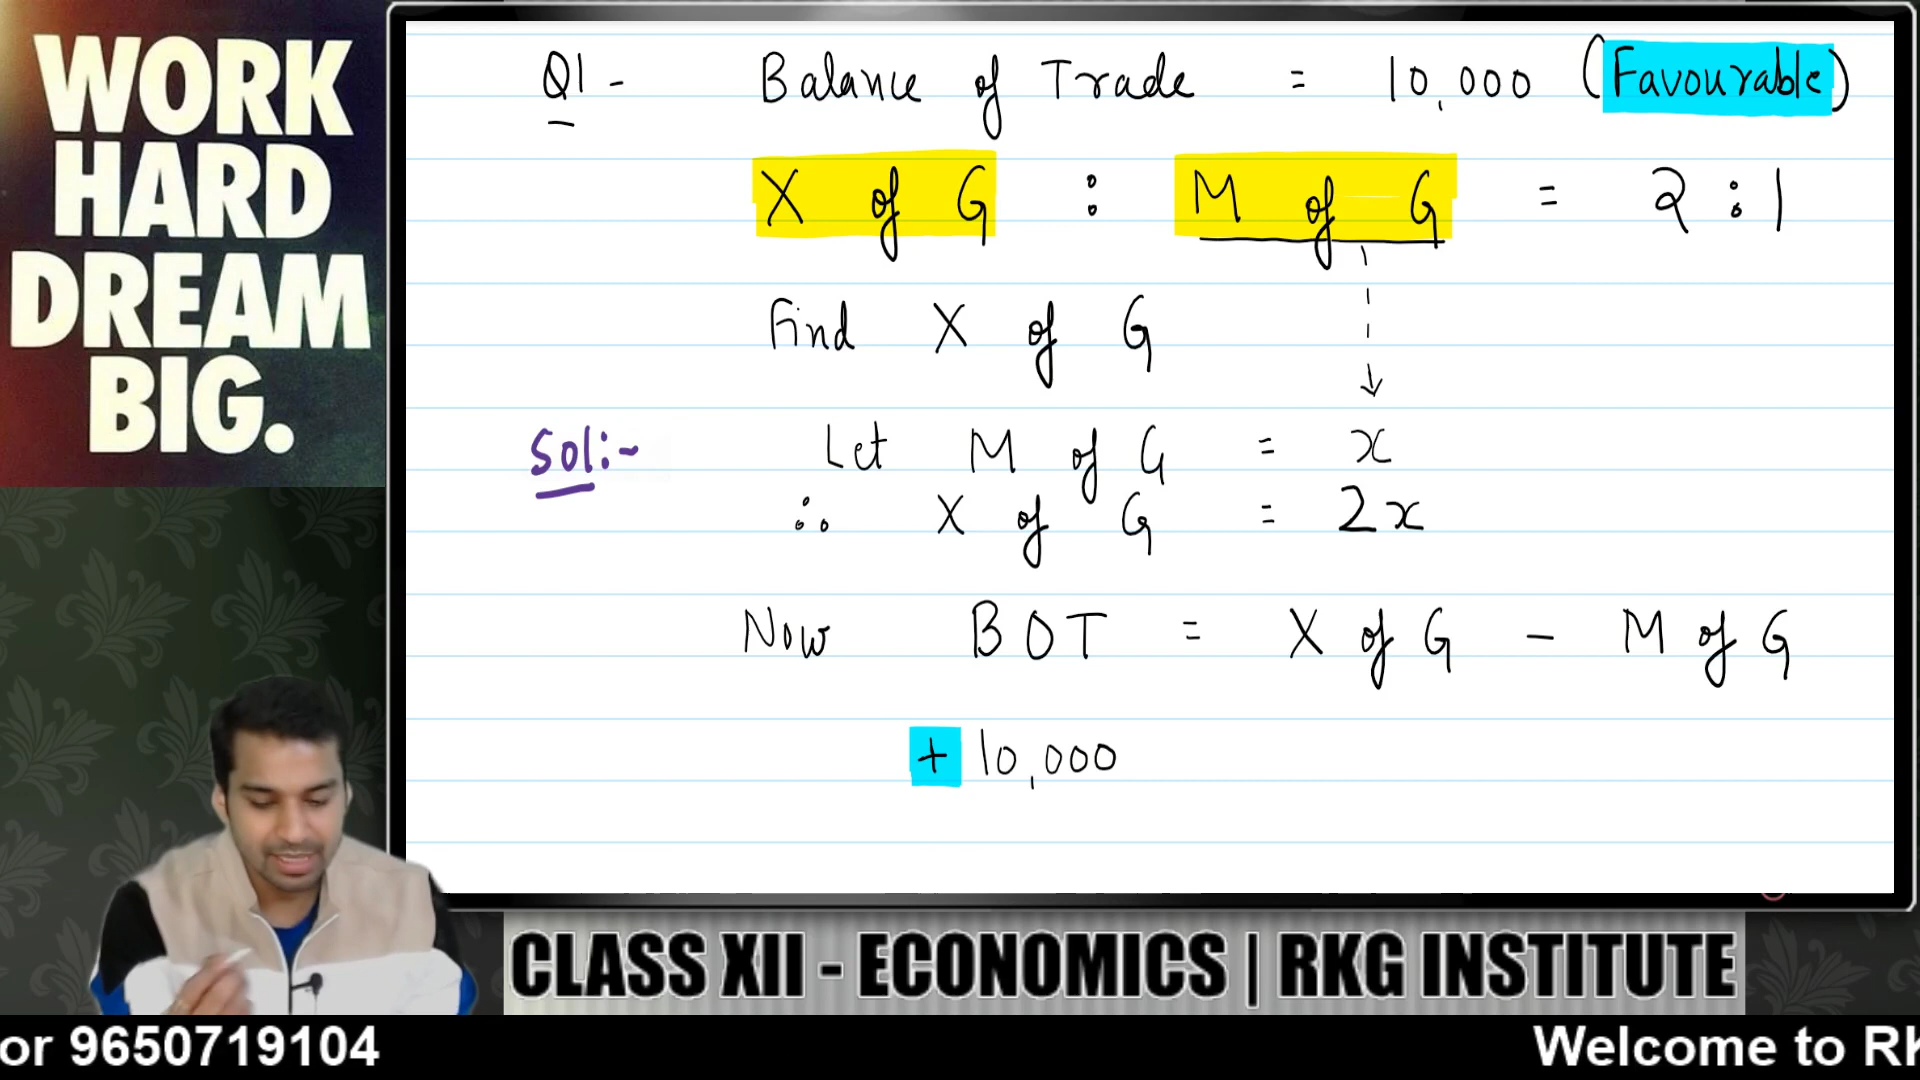 WORK
HARD
DREAM
BIG.
Q1 - Balance of Trade = 10,000 (Favourable)
X of G : M of G = 2 : 1
Find X of G
Sol:- Let M of G = x
∴ X of G = 2x
Now BOT = X of G - M of G
+ 10,000
CLASS XII - ECONOMICS | RKG INSTITUTE
or 9650719104 Welcome to RK